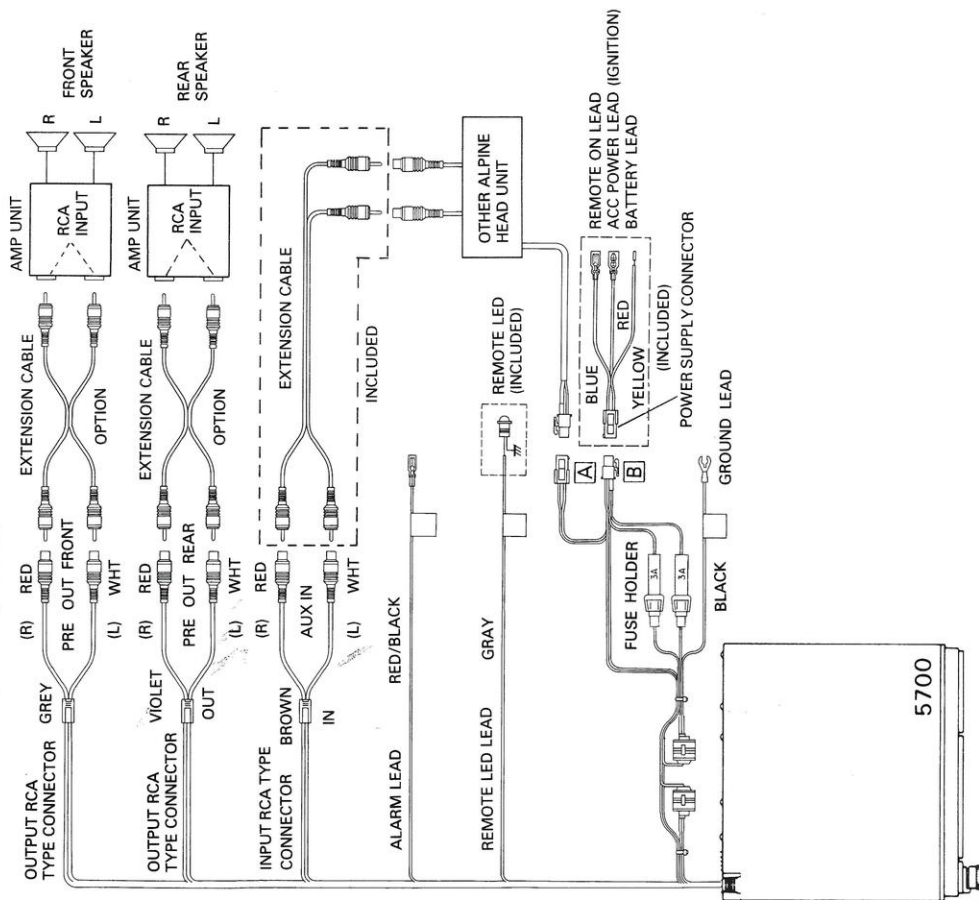 OUTPUT RCA
TYPE CONNECTOR
GREY
(R)
RED
PRE OUT FRONT
(L)
WHT
EXTENSION CABLE
OPTION
AMP UNIT
RCA
INPUT
FRONT
SPEAKER
R
L
OUTPUT RCA
TYPE CONNECTOR
VIOLET
OUT
(R)
RED
PRE OUT REAR
(L)
WHT
EXTENSION CABLE
OPTION
AMP UNIT
RCA
INPUT
REAR
SPEAKER
R
L
INPUT RCA TYPE
CONNECTOR
BROWN
IN
(R)
RED
AUX IN
(L)
WHT
EXTENSION CABLE
INCLUDED
OTHER ALPINE
HEAD UNIT
ALARM LEAD
RED/BLACK
REMOTE LED LEAD
GRAY
REMOTE LED
(INCLUDED)
A
B
REMOTE ON LEAD
ACC POWER LEAD (IGNITION)
BATTERY LEAD
BLUE
RED
YELLOW
(INCLUDED)
POWER SUPPLY CONNECTOR
FUSE HOLDER
3A
3A
BLACK
GROUND LEAD
5700